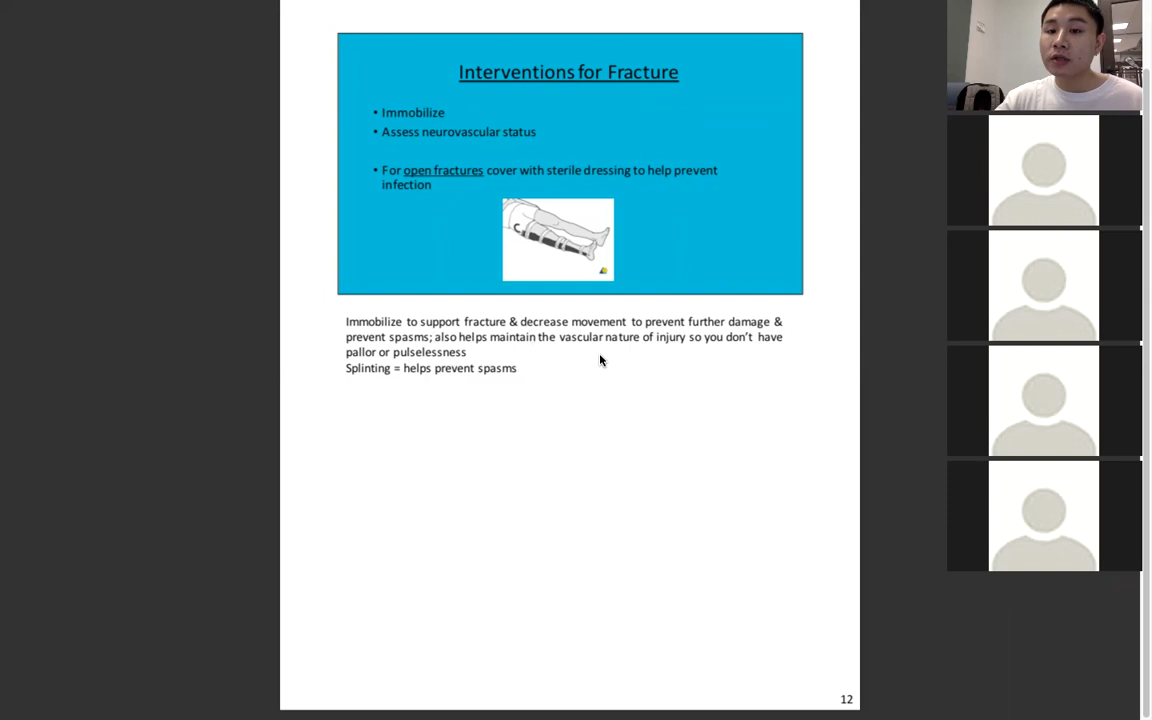 Interventions for Fracture
• Immobilize
• Assess neurovascular status
• For open fractures cover with sterile dressing to help prevent
infection
Immobilize to support fracture & decrease movement to prevent further damage &
prevent spasms; also helps maintain the vascular nature of injury so you don't have
pallor or pulselessness
Splinting = helps prevent spasms
12